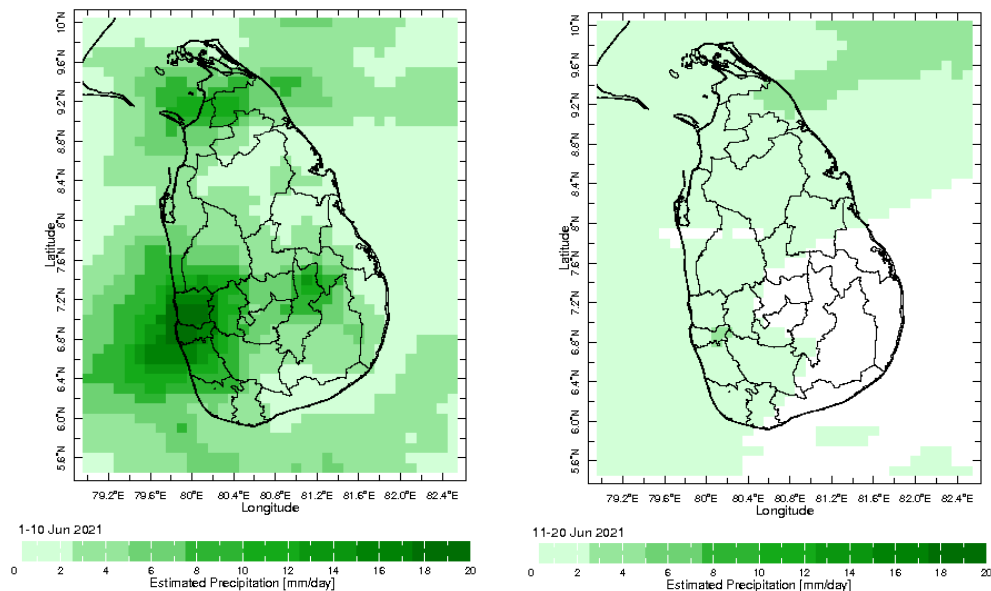 10°N
9.6°N
9.2°N
8.8°N
8.4°N
8°N
7.6°N
7.2°N
6.8°N
6.4°N
6.0°N
5.6°N
Latitude
79.2°E 79.6°E 80°E 80.4°E 80.8°E 81.2°E 81.6°E 82.0°E 82.4°E
Longitude
1-10 Jun 2021
0 2 4 6 8 10 12 14 16 18 20
Estimated Precipitation [mm/day]
10°N
9.6°N
9.2°N
8.8°N
8.4°N
8°N
7.6°N
7.2°N
6.8°N
6.4°N
6.0°N
5.6°N
Latitude
79.2°E 79.6°E 80°E 80.4°E 80.8°E 81.2°E 81.6°E 82.0°E 82.4°E
Longitude
11-20 Jun 2021
0 2 4 6 8 10 12 14 16 18 20
Estimated Precipitation [mm/day]